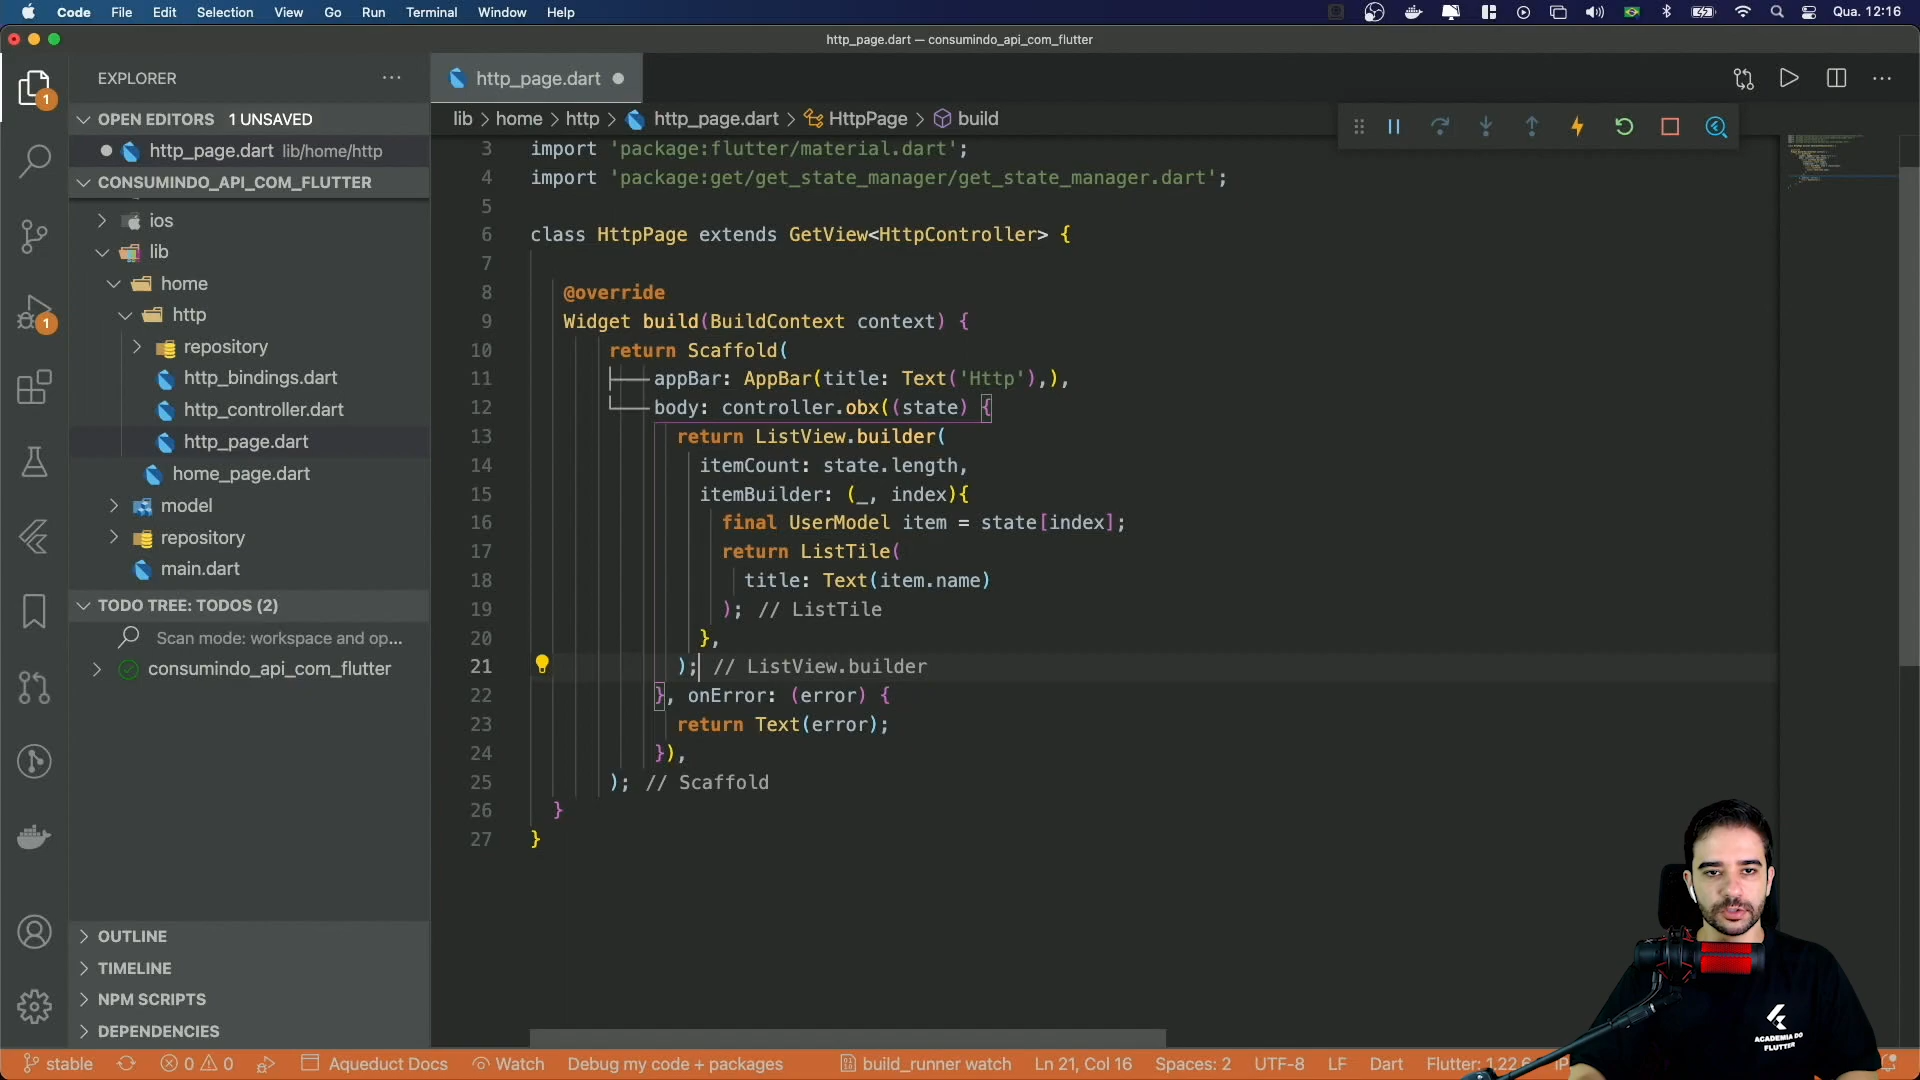 Code File Edit Selection View Go Run Terminal Window Help Qua. 12:16
http_page.dart — consumindo_api_com_flutter
EXPLORER
http_page.dart
OPEN EDITORS 1 UNSAVED
lib > home > http > http_page.dart > HttpPage > build
http_page.dart lib/home/http
CONSUMINDO_API_COM_FLUTTER
ios
lib
home
http
repository
http_bindings.dart
http_controller.dart
http_page.dart
home_page.dart
model
repository
main.dart
TODO TREE: TODOS (2)
Scan mode: workspace and op...
consumindo_api_com_flutter
OUTLINE
TIMELINE
NPM SCRIPTS
DEPENDENCIES
1
1
3 import 'package:flutter/material.dart';
4 import 'package:get/get_state_manager/get_state_manager.dart';
5
6 class HttpPage extends GetView<HttpController> {
7
8 @override
9 Widget build(BuildContext context) {
10 return Scaffold(
11 appBar: AppBar(title: Text('Http'),),
12 body: controller.obx((state) {
13 return ListView.builder(
14 itemCount: state.length,
15 itemBuilder: (_, index){
16 final UserModel item = state[index];
17 return ListTile(
18 title: Text(item.name)
19 ); // ListTile
20 },
21 ); // ListView.builder
22 }, onError: (error) {
23 return Text(error);
24 }),
25 ); // Scaffold
26 }
27 }
ACADEMIA DO
FLUTTER
stable 0 0 Aqueduct Docs Watch Debug my code + packages build_runner watch Ln 21, Col 16 Spaces: 2 UTF-8 LF Dart Flutter: 1.22.6